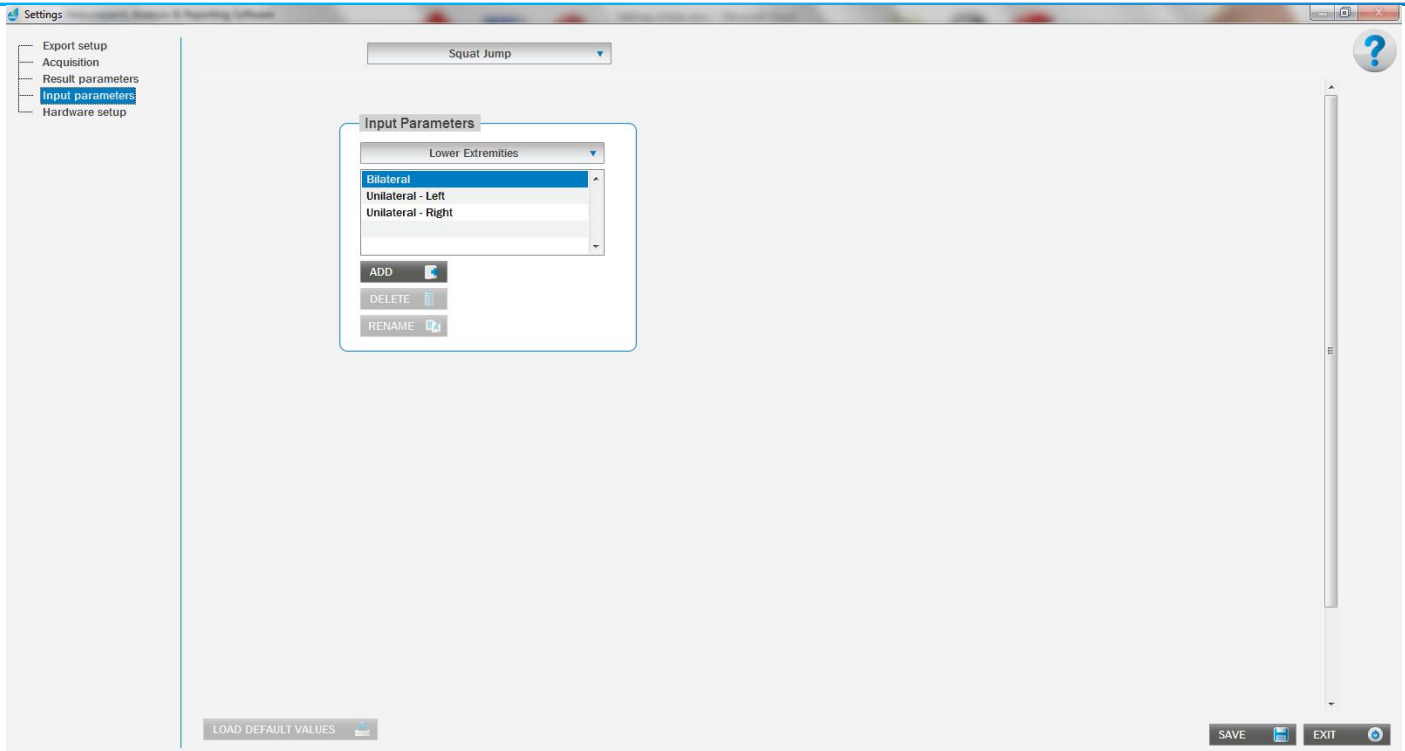 Settings
Export setup
Acquisition
Result parameters
Input parameters
Hardware setup
Squat Jump
?
Input Parameters
Lower Extremities
Bilateral
Unilateral - Left
Unilateral - Right
ADD
DELETE
RENAME
LOAD DEFAULT VALUES
SAVE
EXIT